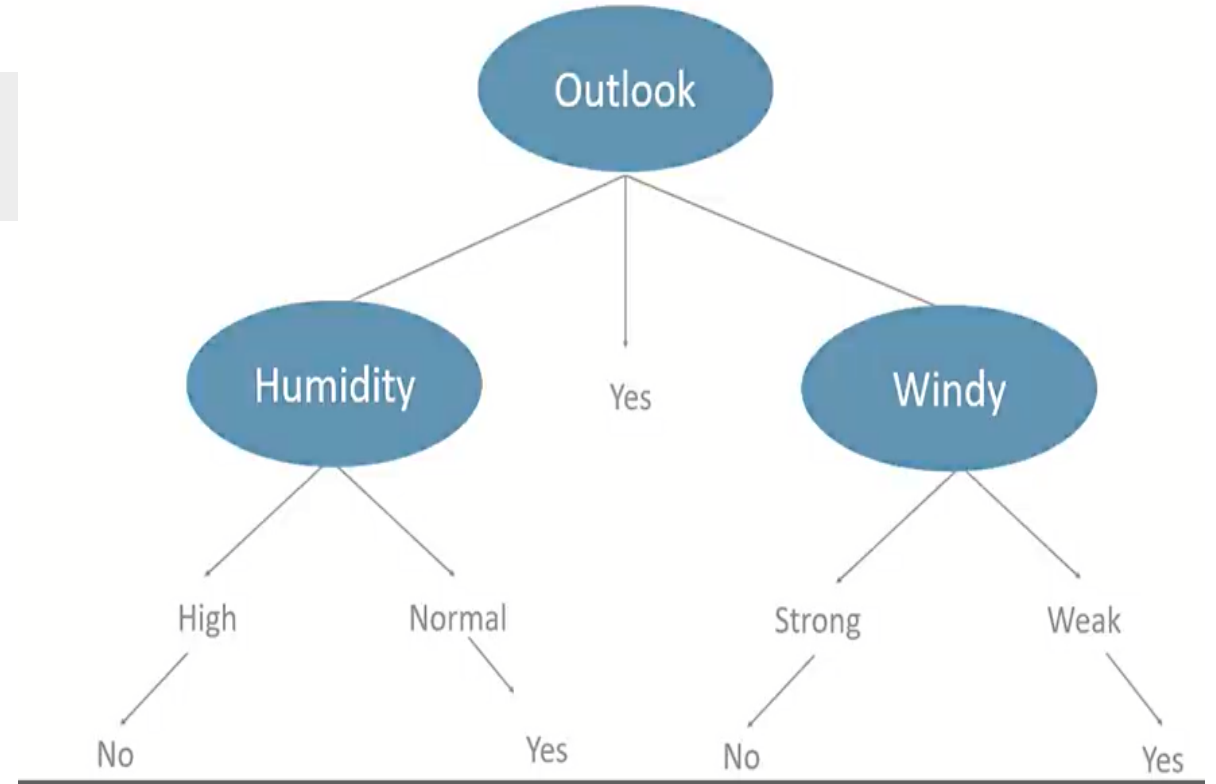 Outlook
Humidity
Yes
Windy
High
Normal
Strong
Weak
No
Yes
No
Yes